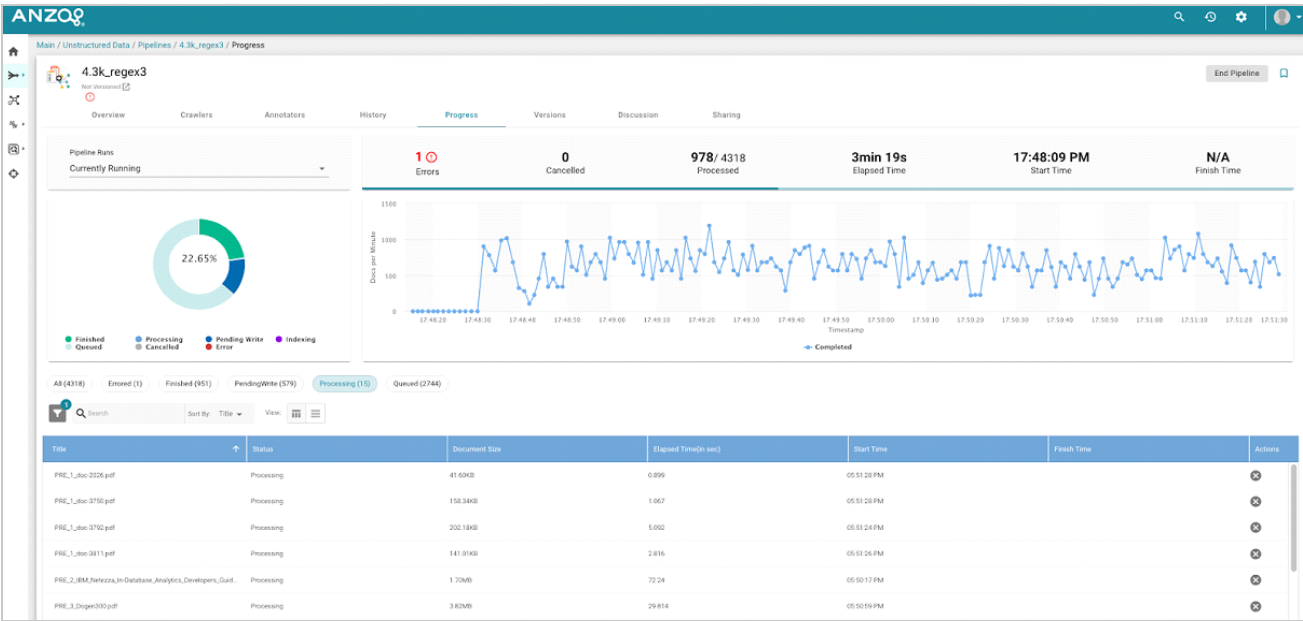 ANZO
Main / Unstructured Data / Pipelines / 4.3k_regex3 / Progress
4.3k_regex3
Not Versioned
End Pipeline
Overview Crawlers Annotators History Progress Versions Discussion Sharing
Pipeline Runs
Currently Running
1 0 978/ 4318 3min 19s 17:48:09 PM N/A
Errors Cancelled Processed Elapsed Time Start Time Finish Time
22.65%
Finished Processing Pending Write Indexing
Queued Cancelled Error
Docs per Minute
1500
1000
500
0
17:48:20 17:48:30 17:48:40 17:48:50 17:49:00 17:49:10 17:49:20 17:49:30 17:49:40 17:49:50 17:50:00 17:50:10 17:50:20 17:50:30 17:50:40 17:50:50 17:51:00 17:51:10 17:51:20 17:51:30
Timestamp
Completed
All (4318) Errored (1) Finished (951) PendingWrite (579) Processing (15) Queued (2744)
1
Search Sort By: Title View:
Title Status Document Size Elapsed Time(in sec) Start Time Finish Time Actions
PRE_1_doc-2026.pdf Processing 41.60KB 0.899 05:51:28 PM
PRE_1_doc-3750.pdf Processing 158.34KB 1.067 05:51:28 PM
PRE_1_doc-3792.pdf Processing 202.18KB 5.092 05:51:24 PM
PRE_1_doc-3811.pdf Processing 141.01KB 2.816 05:51:26 PM
PRE_2_IBM_Netezza_In-Database_Analytics_Developers_Guid... Processing 1.70MB 72.24 05:50:17 PM
PRE_3_Dogen300.pdf Processing 3.82MB 29.814 05:50:59 PM